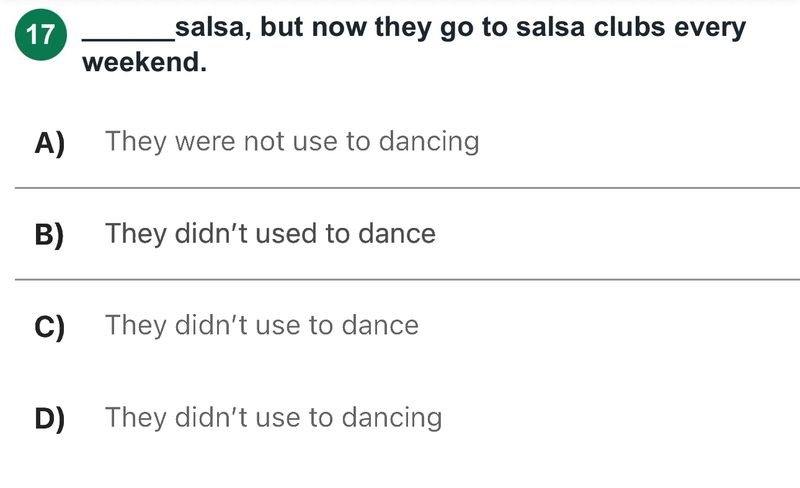 17 ______salsa, but now they go to salsa clubs every
weekend.
A) They were not use to dancing
B) They didn't used to dance
C) They didn't use to dance
D) They didn't use to dancing